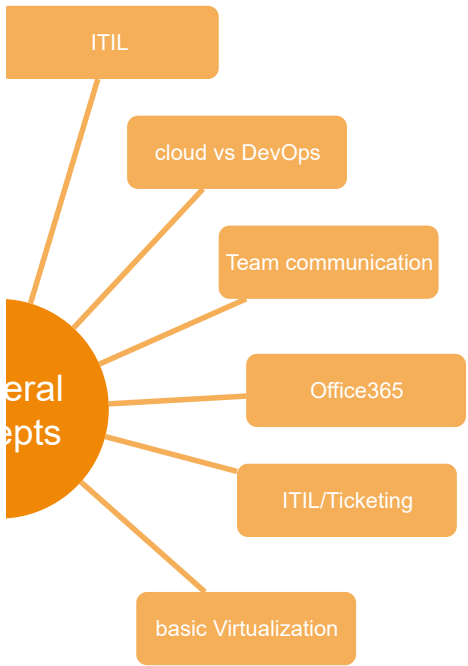 ITIL
cloud vs DevOps
Team communication
eral
epts
Office365
ITIL/Ticketing
basic Virtualization